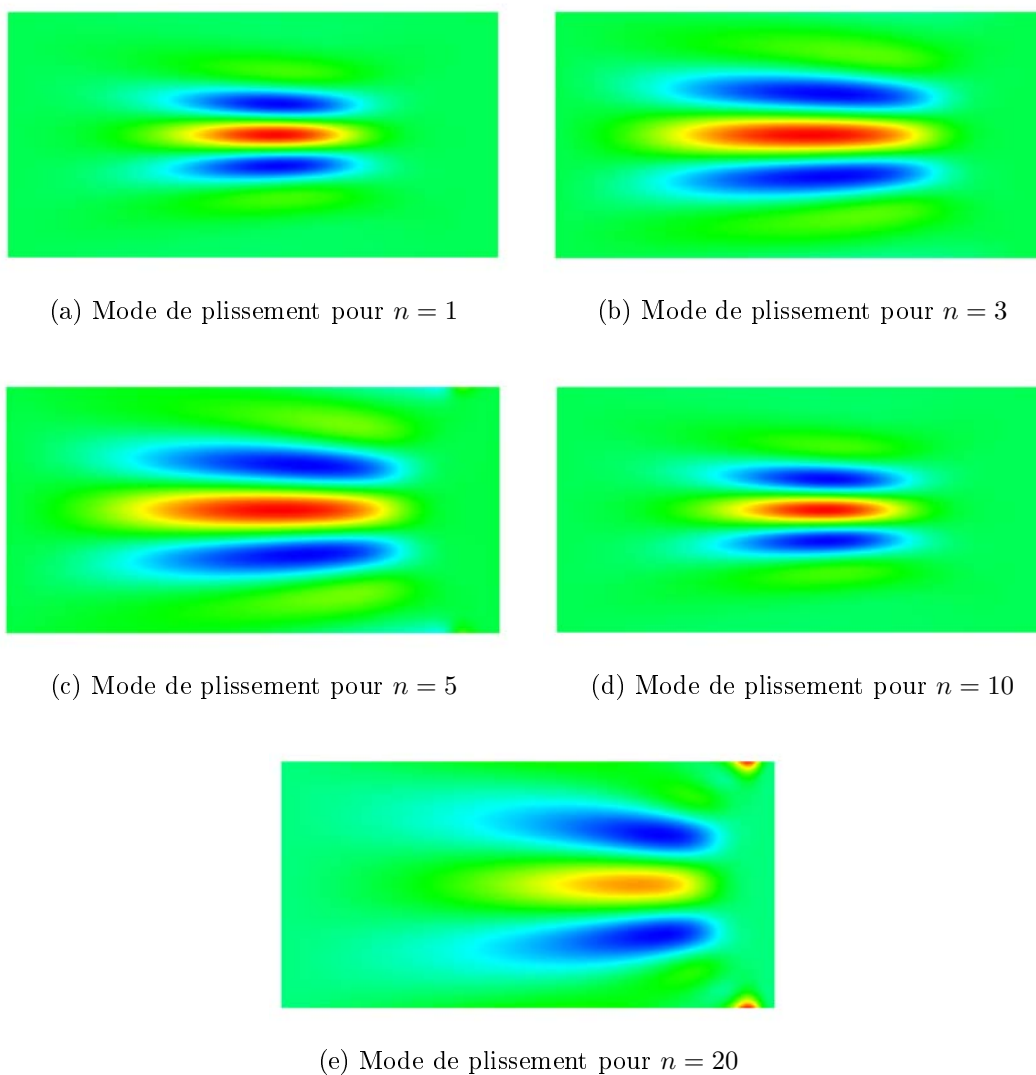 (a) Mode de plissement pour n = 1
(b) Mode de plissement pour n = 3
(c) Mode de plissement pour n = 5
(d) Mode de plissement pour n = 10
(e) Mode de plissement pour n = 20